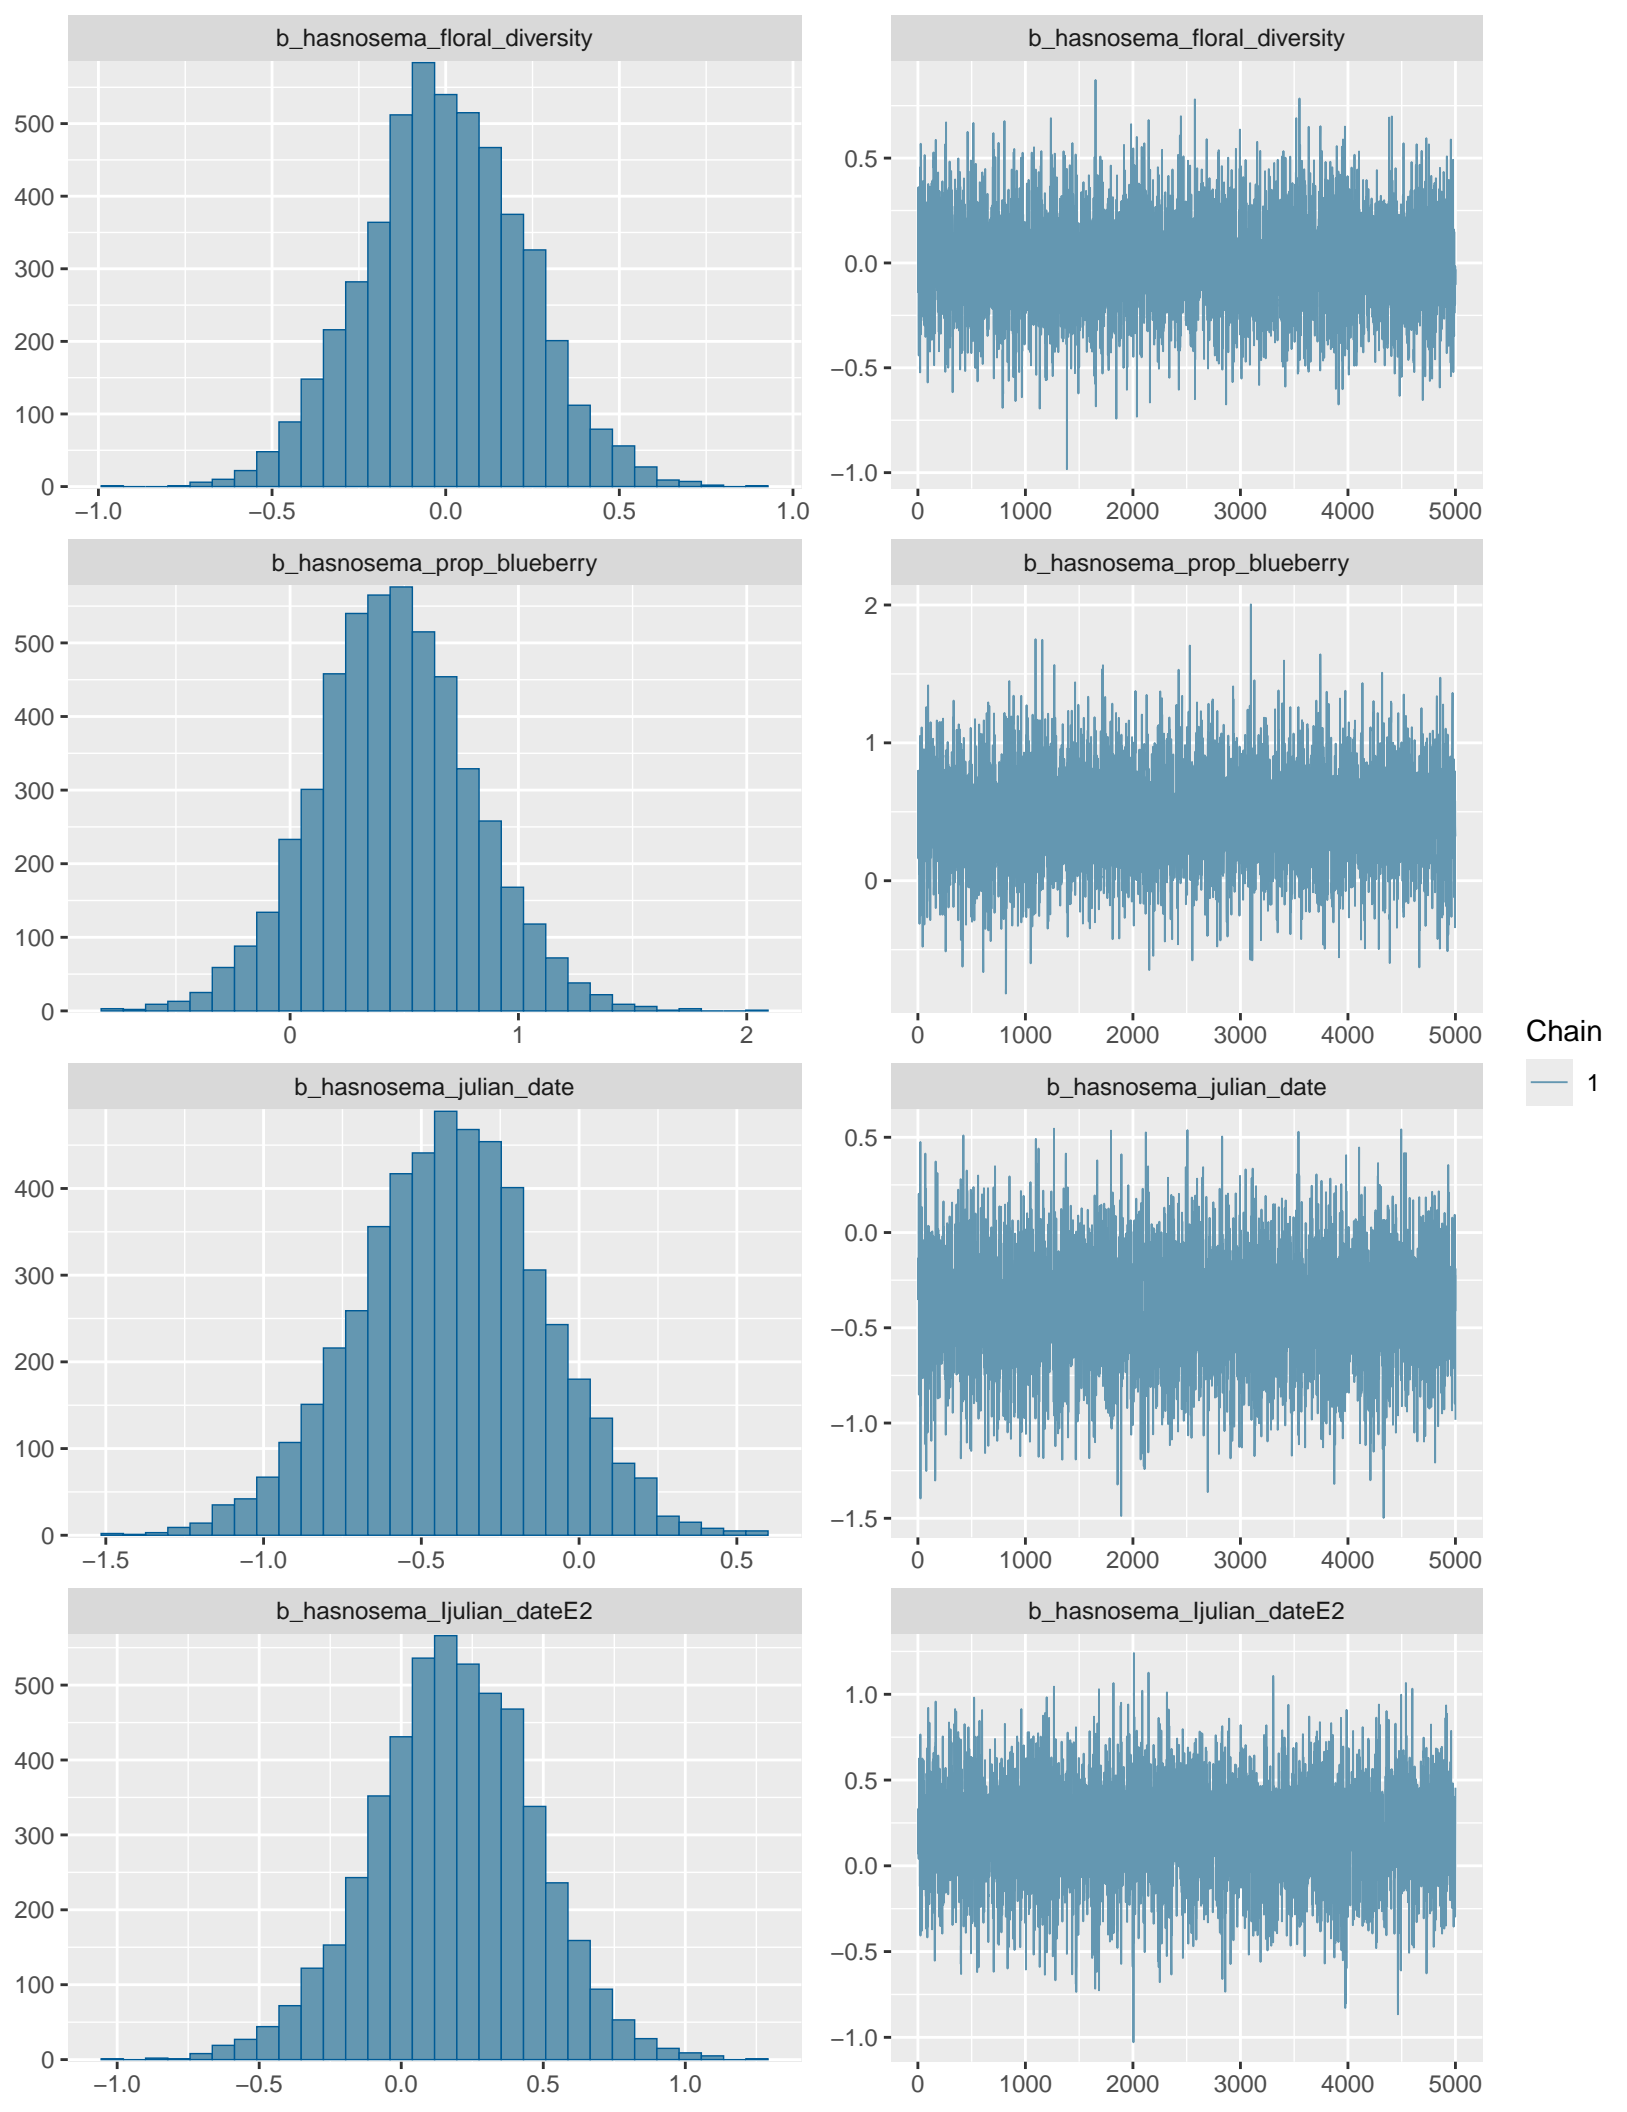 b_hasnosema_floral_diversity
b_hasnosema_floral_diversity
500
400
300
200
100
0
−1.0 −0.5 0.0 0.5 1.0
0.5
0.0
−0.5
−1.0
0 1000 2000 3000 4000 5000
b_hasnosema_prop_blueberry
b_hasnosema_prop_blueberry
500
400
300
200
100
0
0 1 2
2
1
0
0 1000 2000 3000 4000 5000
Chain
1
b_hasnosema_julian_date
b_hasnosema_julian_date
400
300
200
100
0
−1.5 −1.0 −0.5 0.0 0.5
0.5
0.0
−0.5
−1.0
−1.5
0 1000 2000 3000 4000 5000
b_hasnosema_Ijulian_dateE2
b_hasnosema_Ijulian_dateE2
500
400
300
200
100
0
−1.0 −0.5 0.0 0.5 1.0
1.0
0.5
0.0
−0.5
−1.0
0 1000 2000 3000 4000 5000